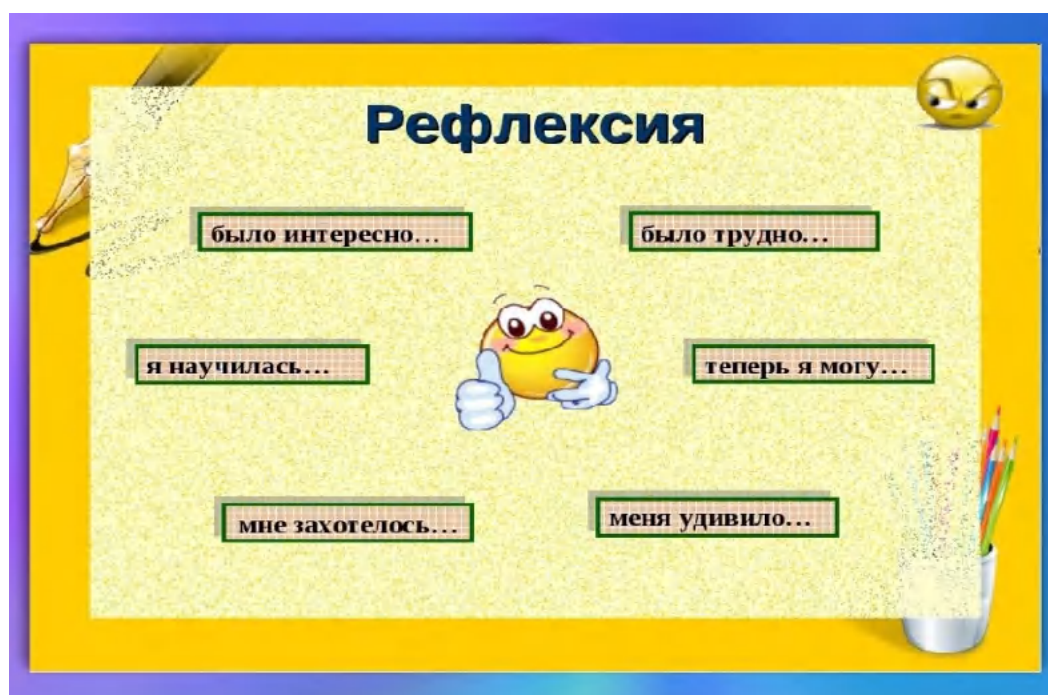 Рефлексия
было интересно...
было трудно...
я научилась...
теперь я могу...
мне захотелось...
меня удивило...